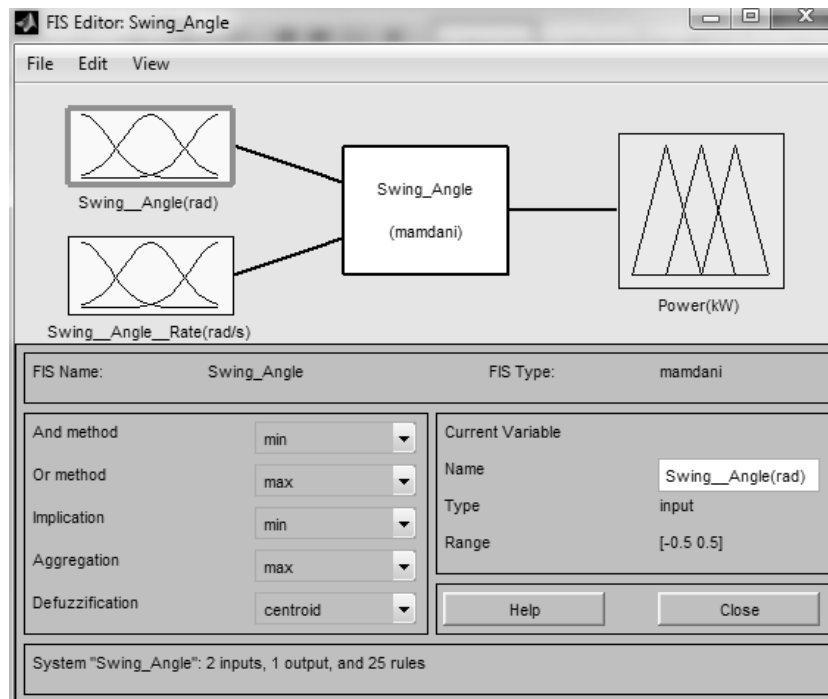 FIS Editor: Swing_Angle
File Edit View
Swing__Angle(rad)
Swing__Angle__Rate(rad/s)
Swing_Angle
(mamdani)
Power(kW)
FIS Name: Swing_Angle FIS Type: mamdani
And method min
Or method max
Implication min
Aggregation max
Defuzzification centroid
Current Variable
Name Swing__Angle(rad)
Type input
Range [-0.5 0.5]
Help Close
System "Swing_Angle": 2 inputs, 1 output, and 25 rules